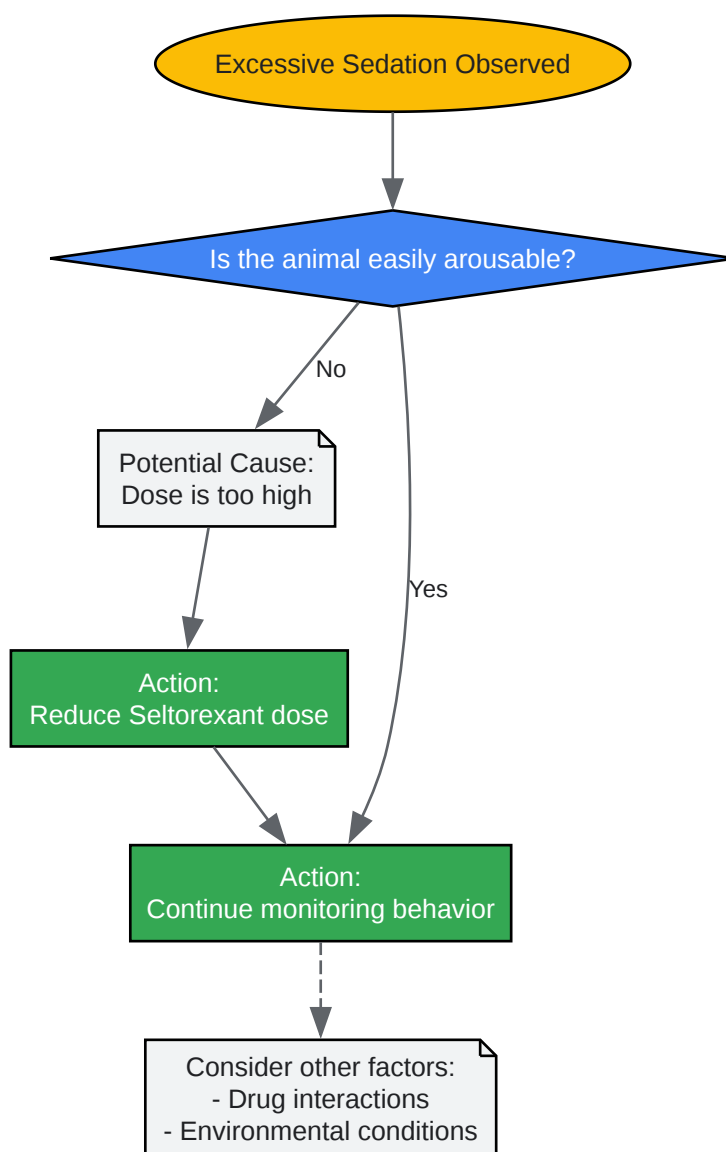 Excessive Sedation Observed
Is the animal easily arousable?
No
Potential Cause:
Dose is too high
Yes
Action:
Reduce Seltorexant dose
Action:
Continue monitoring behavior
Consider other factors:
- Drug interactions
- Environmental conditions